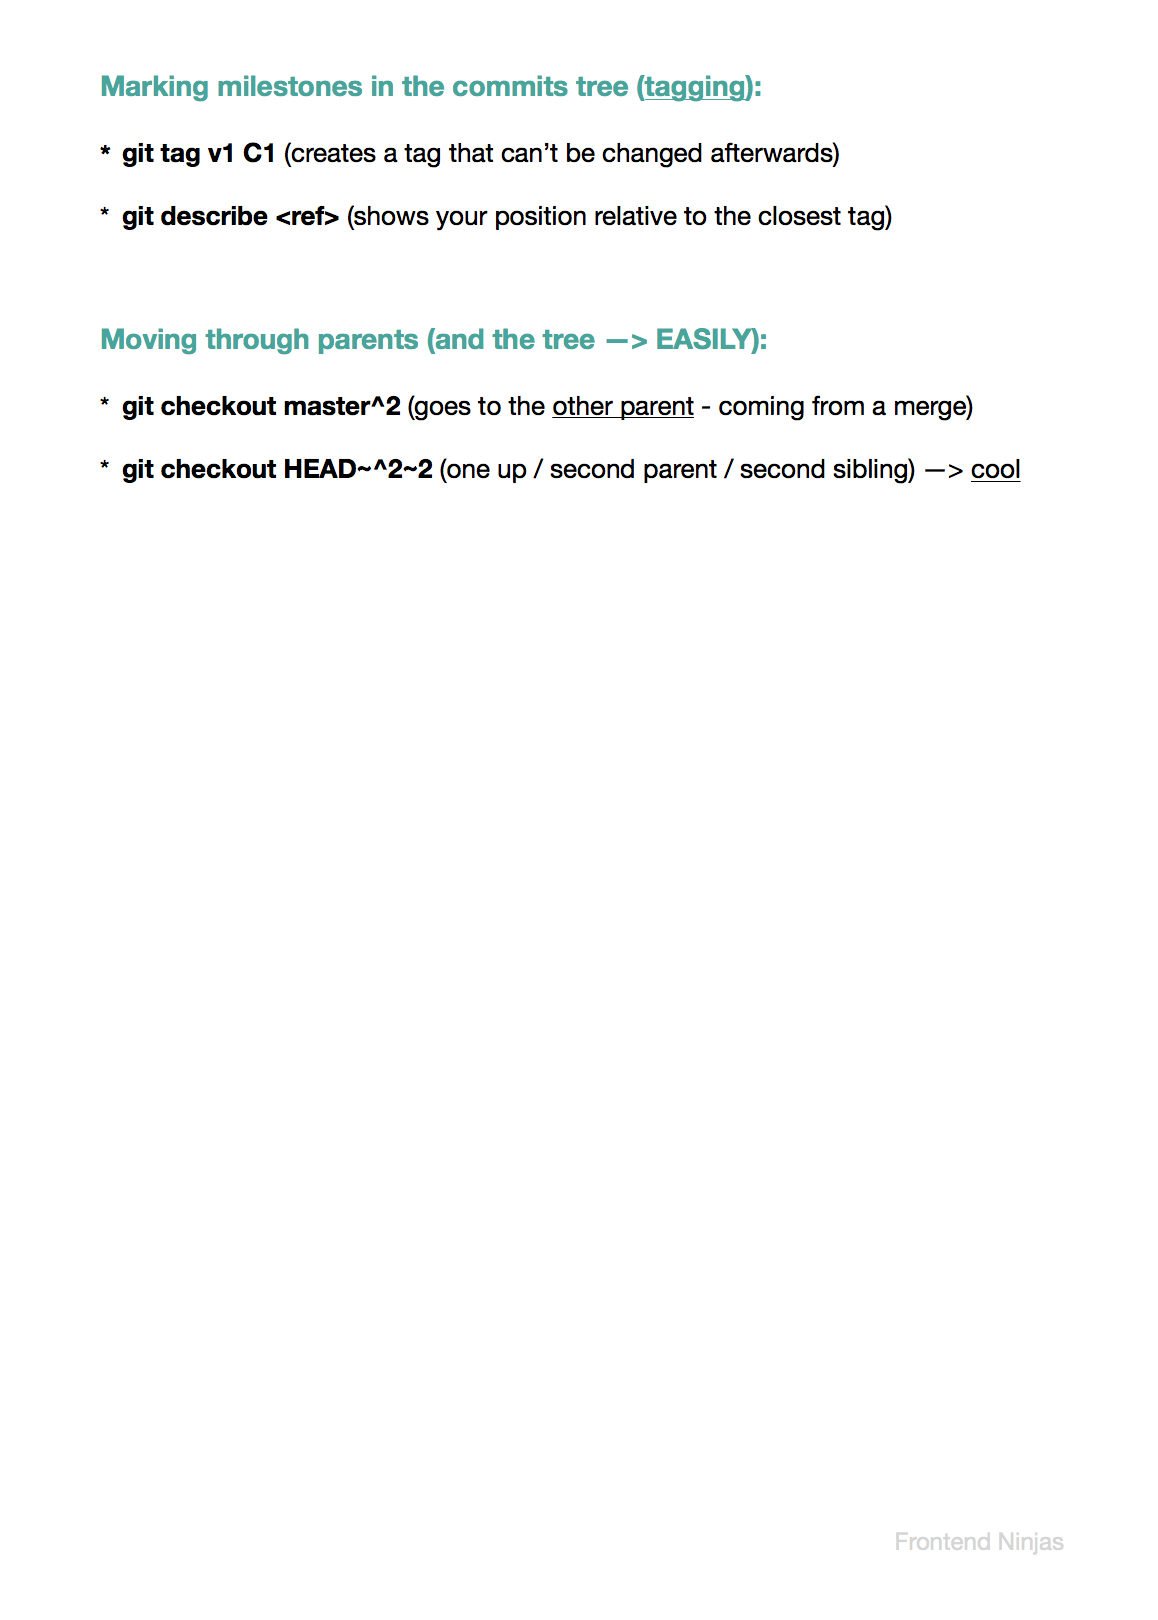 Marking milestones in the commits tree (tagging):
* git tag v1 C1 (creates a tag that can’t be changed afterwards)
* git describe <ref> (shows your position relative to the closest tag)
Moving through parents (and the tree —> EASILY):
* git checkout master^2 (goes to the other parent - coming from a merge)
* git checkout HEAD~^2~2 (one up / second parent / second sibling) —> cool
Frontend Ninjas